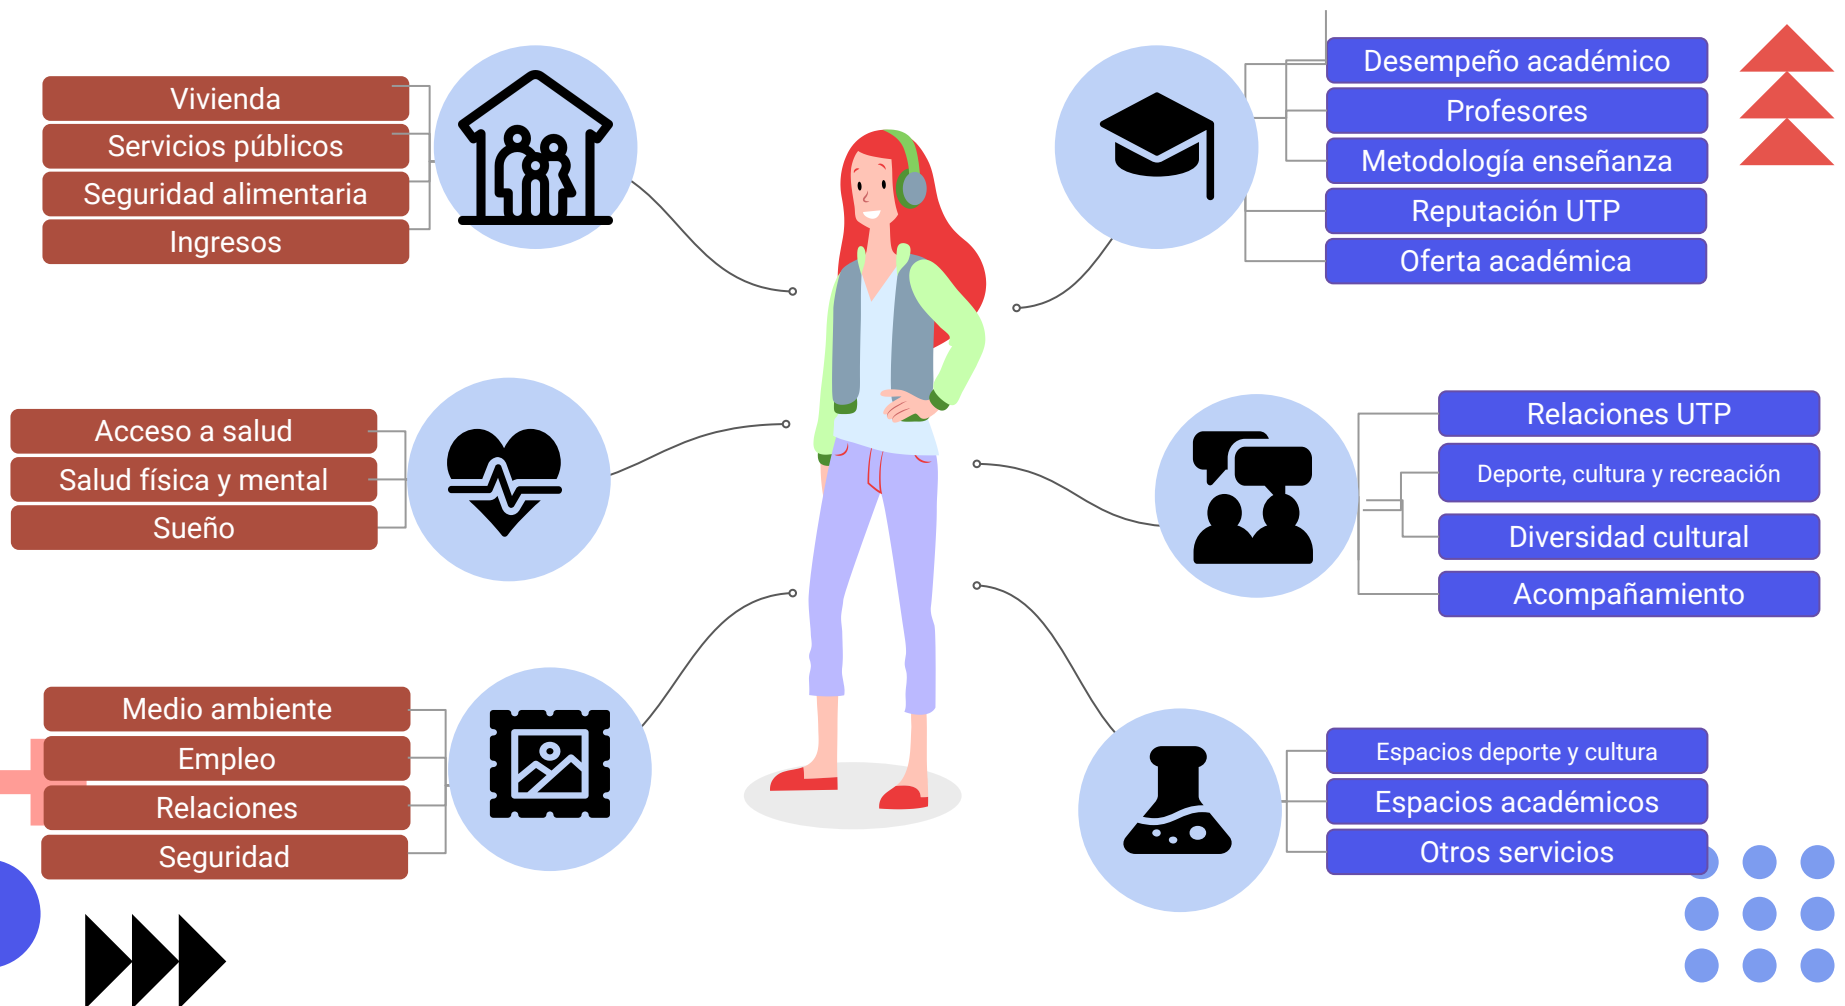 Vivienda
Servicios públicos
Seguridad alimentaria
Ingresos
Acceso a salud
Salud física y mental
Sueño
Medio ambiente
Empleo
Relaciones
Seguridad
Desempeño académico
Profesores
Metodología enseñanza
Reputación UTP
Oferta académica
Relaciones UTP
Deporte, cultura y recreación
Diversidad cultural
Acompañamiento
Espacios deporte y cultura
Espacios académicos
Otros servicios